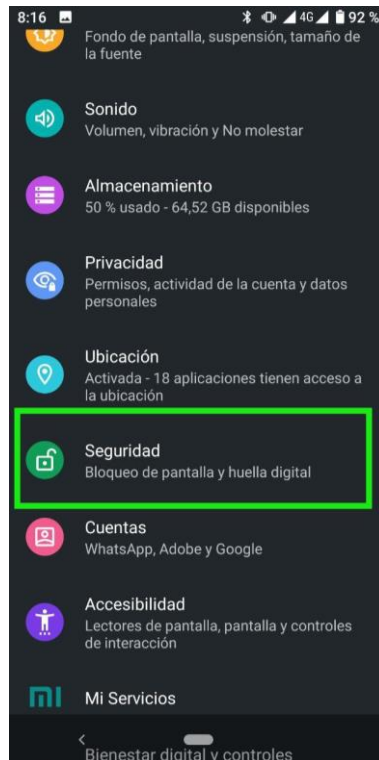 8:16 4G 92 %
Fondo de pantalla, suspensión, tamaño de
la fuente
Sonido
Volumen, vibración y No molestar
Almacenamiento
50 % usado - 64,52 GB disponibles
Privacidad
Permisos, actividad de la cuenta y datos
personales
Ubicación
Activada - 18 aplicaciones tienen acceso a
la ubicación
Seguridad
Bloqueo de pantalla y huella digital
Cuentas
WhatsApp, Adobe y Google
Accesibilidad
Lectores de pantalla, pantalla y controles
de interacción
Mi Servicios
Bienestar digital y controles